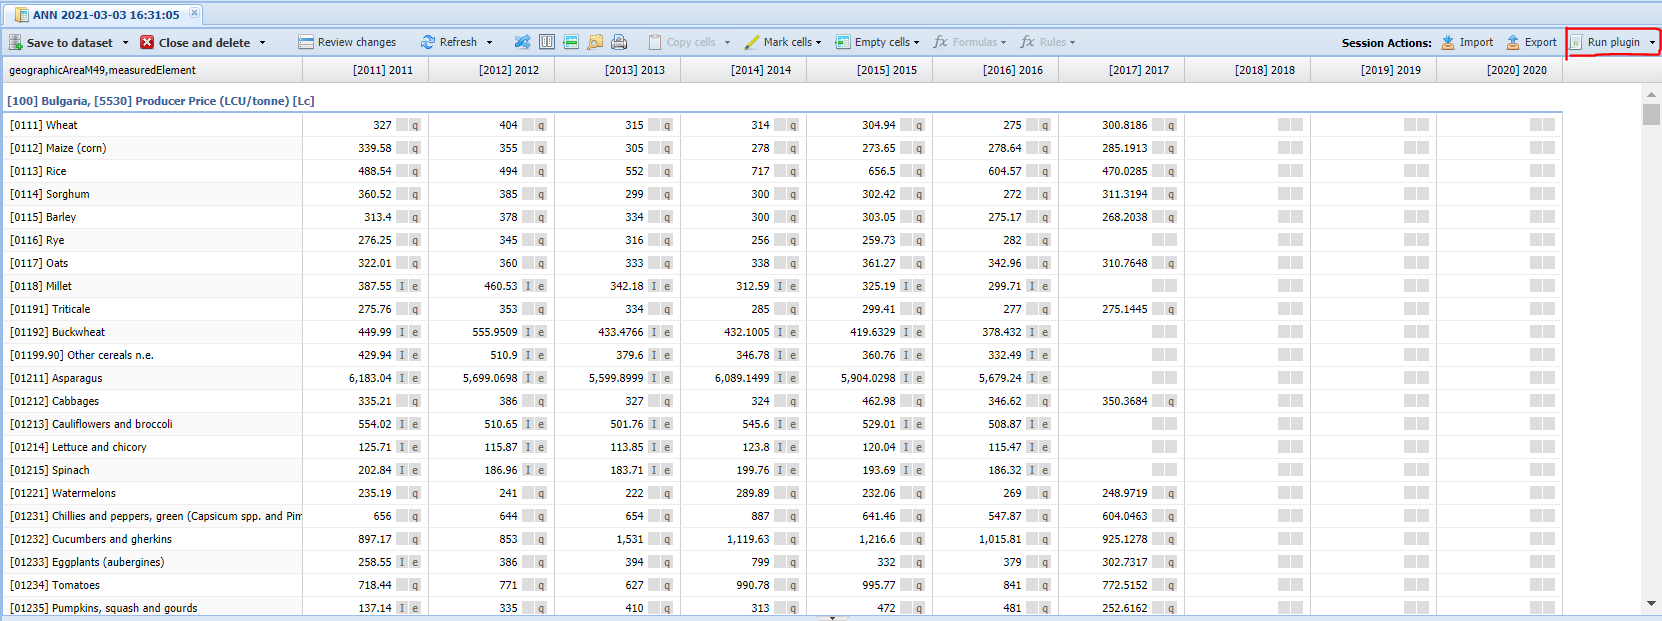 ANN 2021-03-03 16:31:05
Save to dataset Close and delete Review changes Refresh Copy cells Mark cells Empty cells fx Formulas fx Rules Session Actions: Import Export R Run plugin
geographicAreaM49,measuredElement [2011] 2011 [2012] 2012 [2013] 2013 [2014] 2014 [2015] 2015 [2016] 2016 [2017] 2017 [2018] 2018 [2019] 2019 [2020] 2020
[100] Bulgaria, [5530] Producer Price (LCU/tonne) [Lc]
[0111] Wheat 327 q 404 q 315 q 314 q 304.94 q 275 q 300.8186 q
[0112] Maize (corn) 339.58 q 355 q 305 q 278 q 273.65 q 278.64 q 285.1913 q
[0113] Rice 488.54 q 494 q 552 q 717 q 656.5 q 604.57 q 470.0285 q
[0114] Sorghum 360.52 q 385 q 299 q 300 q 302.42 q 272 q 311.3194 q
[0115] Barley 313.4 q 378 q 334 q 300 q 303.05 q 275.17 q 268.2038 q
[0116] Rye 276.25 q 345 q 316 q 256 q 259.73 q 282 q
[0117] Oats 322.01 q 360 q 333 q 338 q 361.27 q 342.96 q 310.7648 q
[0118] Millet 387.55 I e 460.53 I e 342.18 I e 312.59 I e 325.19 I e 299.71 I e
[01191] Triticale 275.76 q 353 q 334 q 285 q 299.41 q 277 q 275.1445 q
[01192] Buckwheat 449.99 I e 555.9509 I e 433.4766 I e 432.1005 I e 419.6329 I e 378.432 I e
[01199.90] Other cereals n.e. 429.94 I e 510.9 I e 379.6 I e 346.78 I e 360.76 I e 332.49 I e
[01211] Asparagus 6,183.04 I e 5,699.0698 I e 5,599.8999 I e 6,089.1499 I e 5,904.0298 I e 5,679.24 I e
[01212] Cabbages 335.21 q 386 q 327 q 324 q 462.98 q 346.62 q 350.3684 q
[01213] Cauliflowers and broccoli 554.02 I e 510.65 I e 501.76 I e 545.6 I e 529.01 I e 508.87 I e
[01214] Lettuce and chicory 125.71 I e 115.87 I e 113.85 I e 123.8 I e 120.04 I e 115.47 I e
[01215] Spinach 202.84 I e 186.96 I e 183.71 I e 199.76 I e 193.69 I e 186.32 I e
[01221] Watermelons 235.19 q 241 q 222 q 289.89 q 232.06 q 269 q 248.9719 q
[01231] Chillies and peppers, green (Capsicum spp. and Pim 656 q 644 q 654 q 887 q 641.46 q 547.87 q 604.0463 q
[01232] Cucumbers and gherkins 897.17 q 853 q 1,531 q 1,119.63 q 1,216.6 q 1,015.81 q 925.1278 q
[01233] Eggplants (aubergines) 258.55 I e 386 q 394 q 799 q 332 q 379 q 302.7317 q
[01234] Tomatoes 718.44 q 771 q 627 q 990.78 q 995.77 q 841 q 772.5152 q
[01235] Pumpkins, squash and gourds 137.14 I e 335 q 410 q 313 q 472 q 481 q 252.6162 q